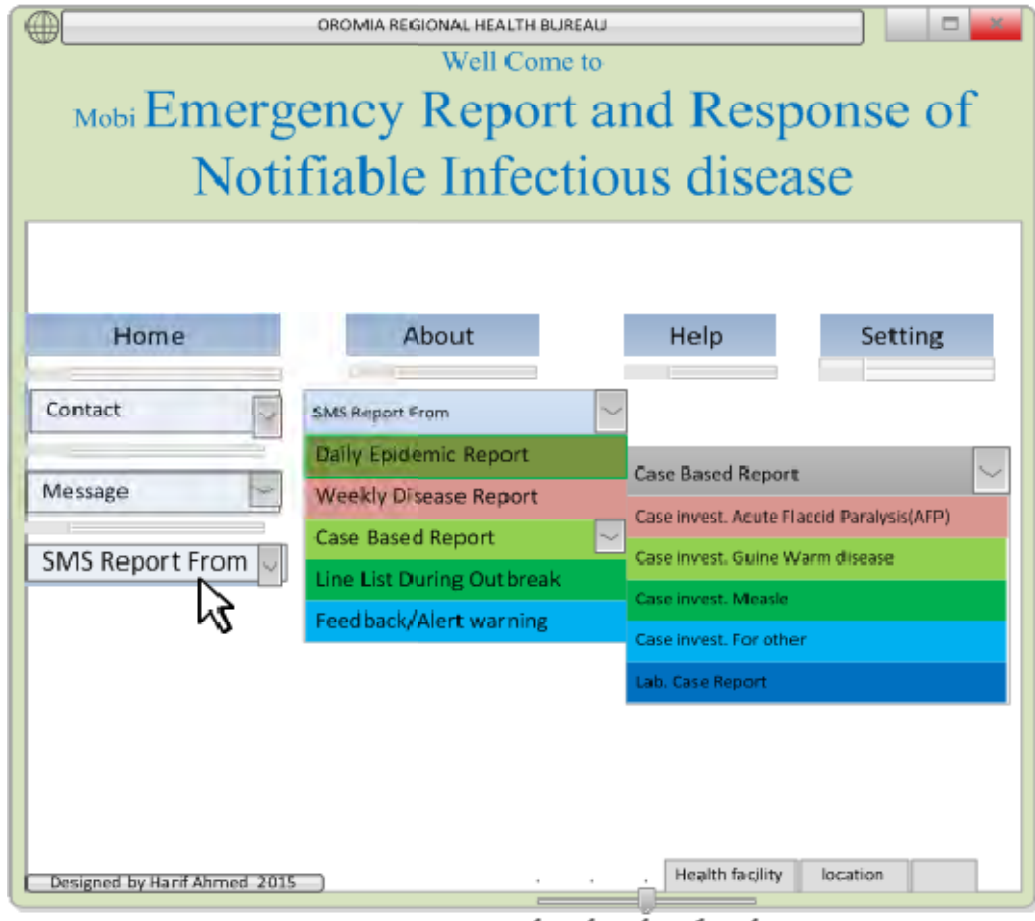 OROMIA REGIONAL HEALTH BUREAU
Well Come to
Mobi Emergency Report and Response of
Notifiable Infectious disease
Home About Help Setting
Contact
Message
SMS Report From
SMS Report From
Daily Epidemic Report
Weekly Disease Report
Case Based Report
Line List During Outbreak
Feedback/Alert warning
Case Based Report
Case invest. Acute Flaccid Paralysis(AFP)
Case invest. Guine Warm disease
Case invest. Measle
Case invest. For other
Lab. Case Report
Designed by Harif Ahmed 2015
Health facility location